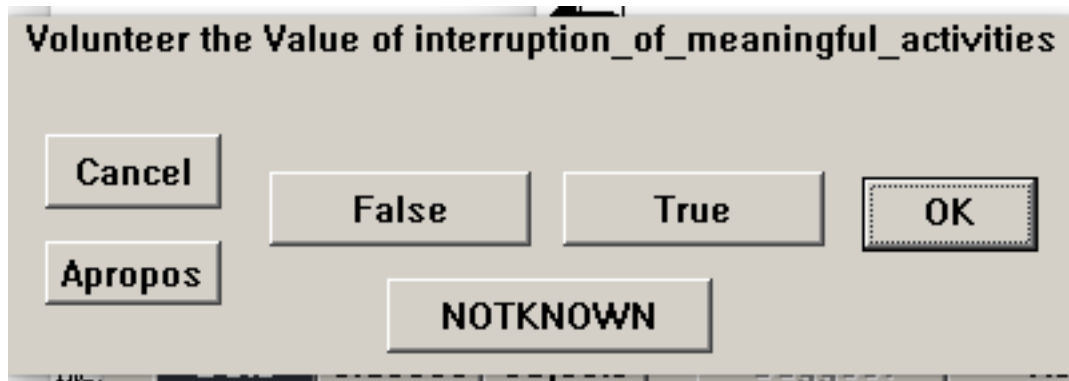 Volunteer the Value of interruption_of_meaningful_activities
Cancel
False
True
OK
Apropos
NOTKNOWN